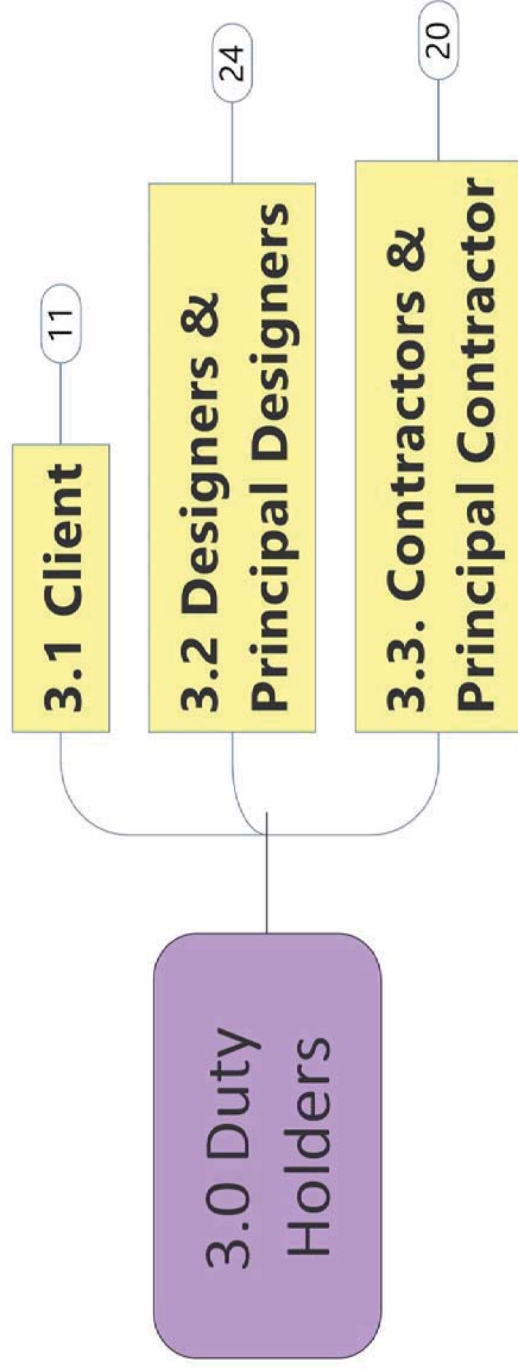 3.0 Duty
Holders
3.1 Client
11
3.2 Designers &
Principal Designers
24
3.3. Contractors &
Principal Contractor
20